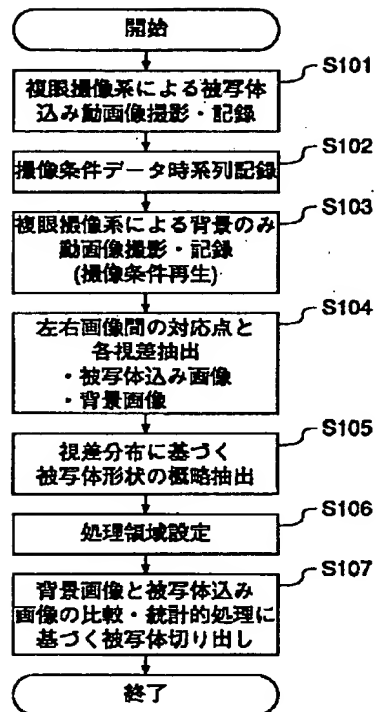 開始
S101
複眼撮像系による被写体
込み動画像撮影・記録
S102
撮像条件データ時系列記録
S103
複眼撮像系による背景のみ
動画像撮影・記録
(撮像条件再生)
S104
左右画像間の対応点と
各視差抽出
・被写体込み画像
・背景画像
S105
視差分布に基づく
被写体形状の概略抽出
S106
処理領域設定
S107
背景画像と被写体込み
画像の比較・統計的処理に
基づく被写体切り出し
終了